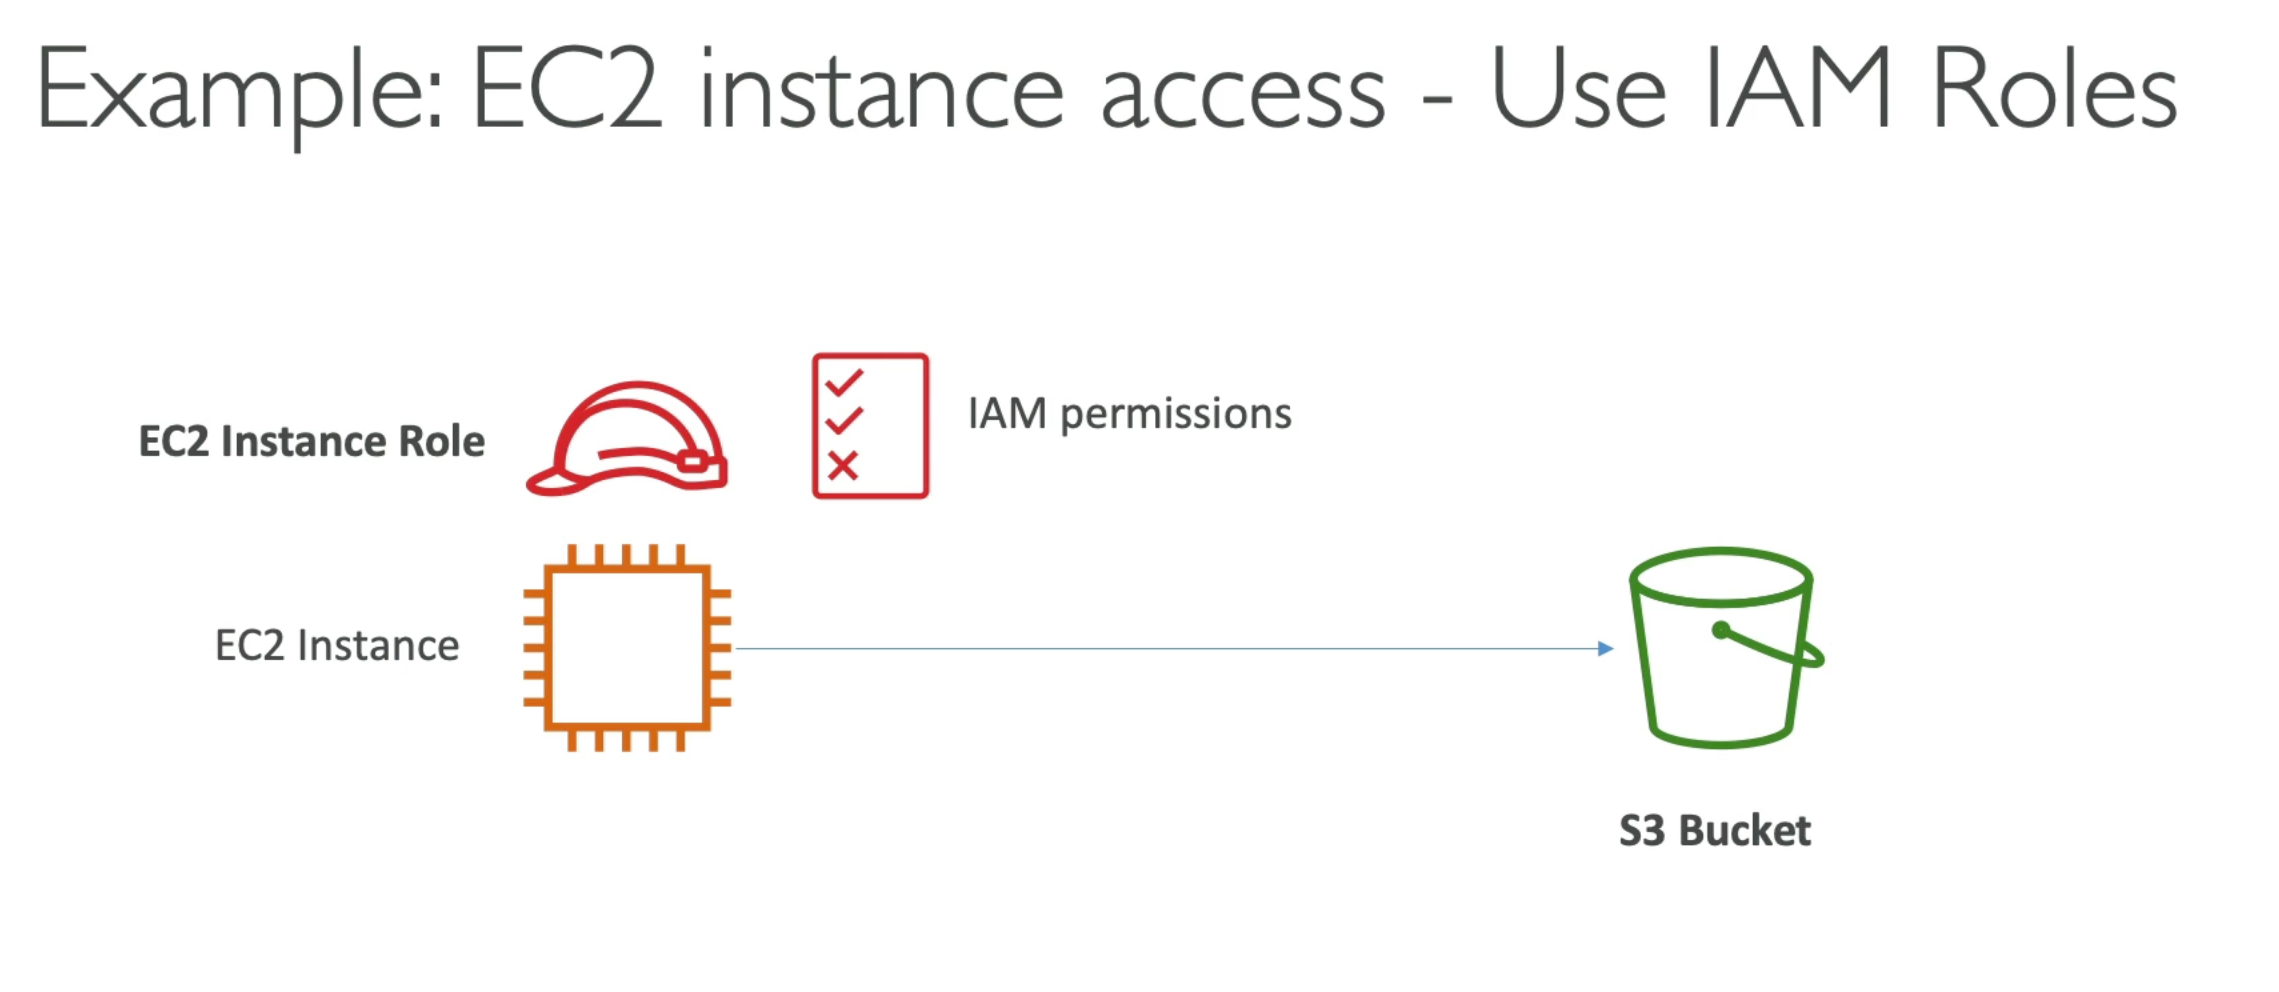 Example: EC2 instance access - Use IAM Roles
IAM permissions
EC2 Instance Role
EC2 Instance
S3 Bucket